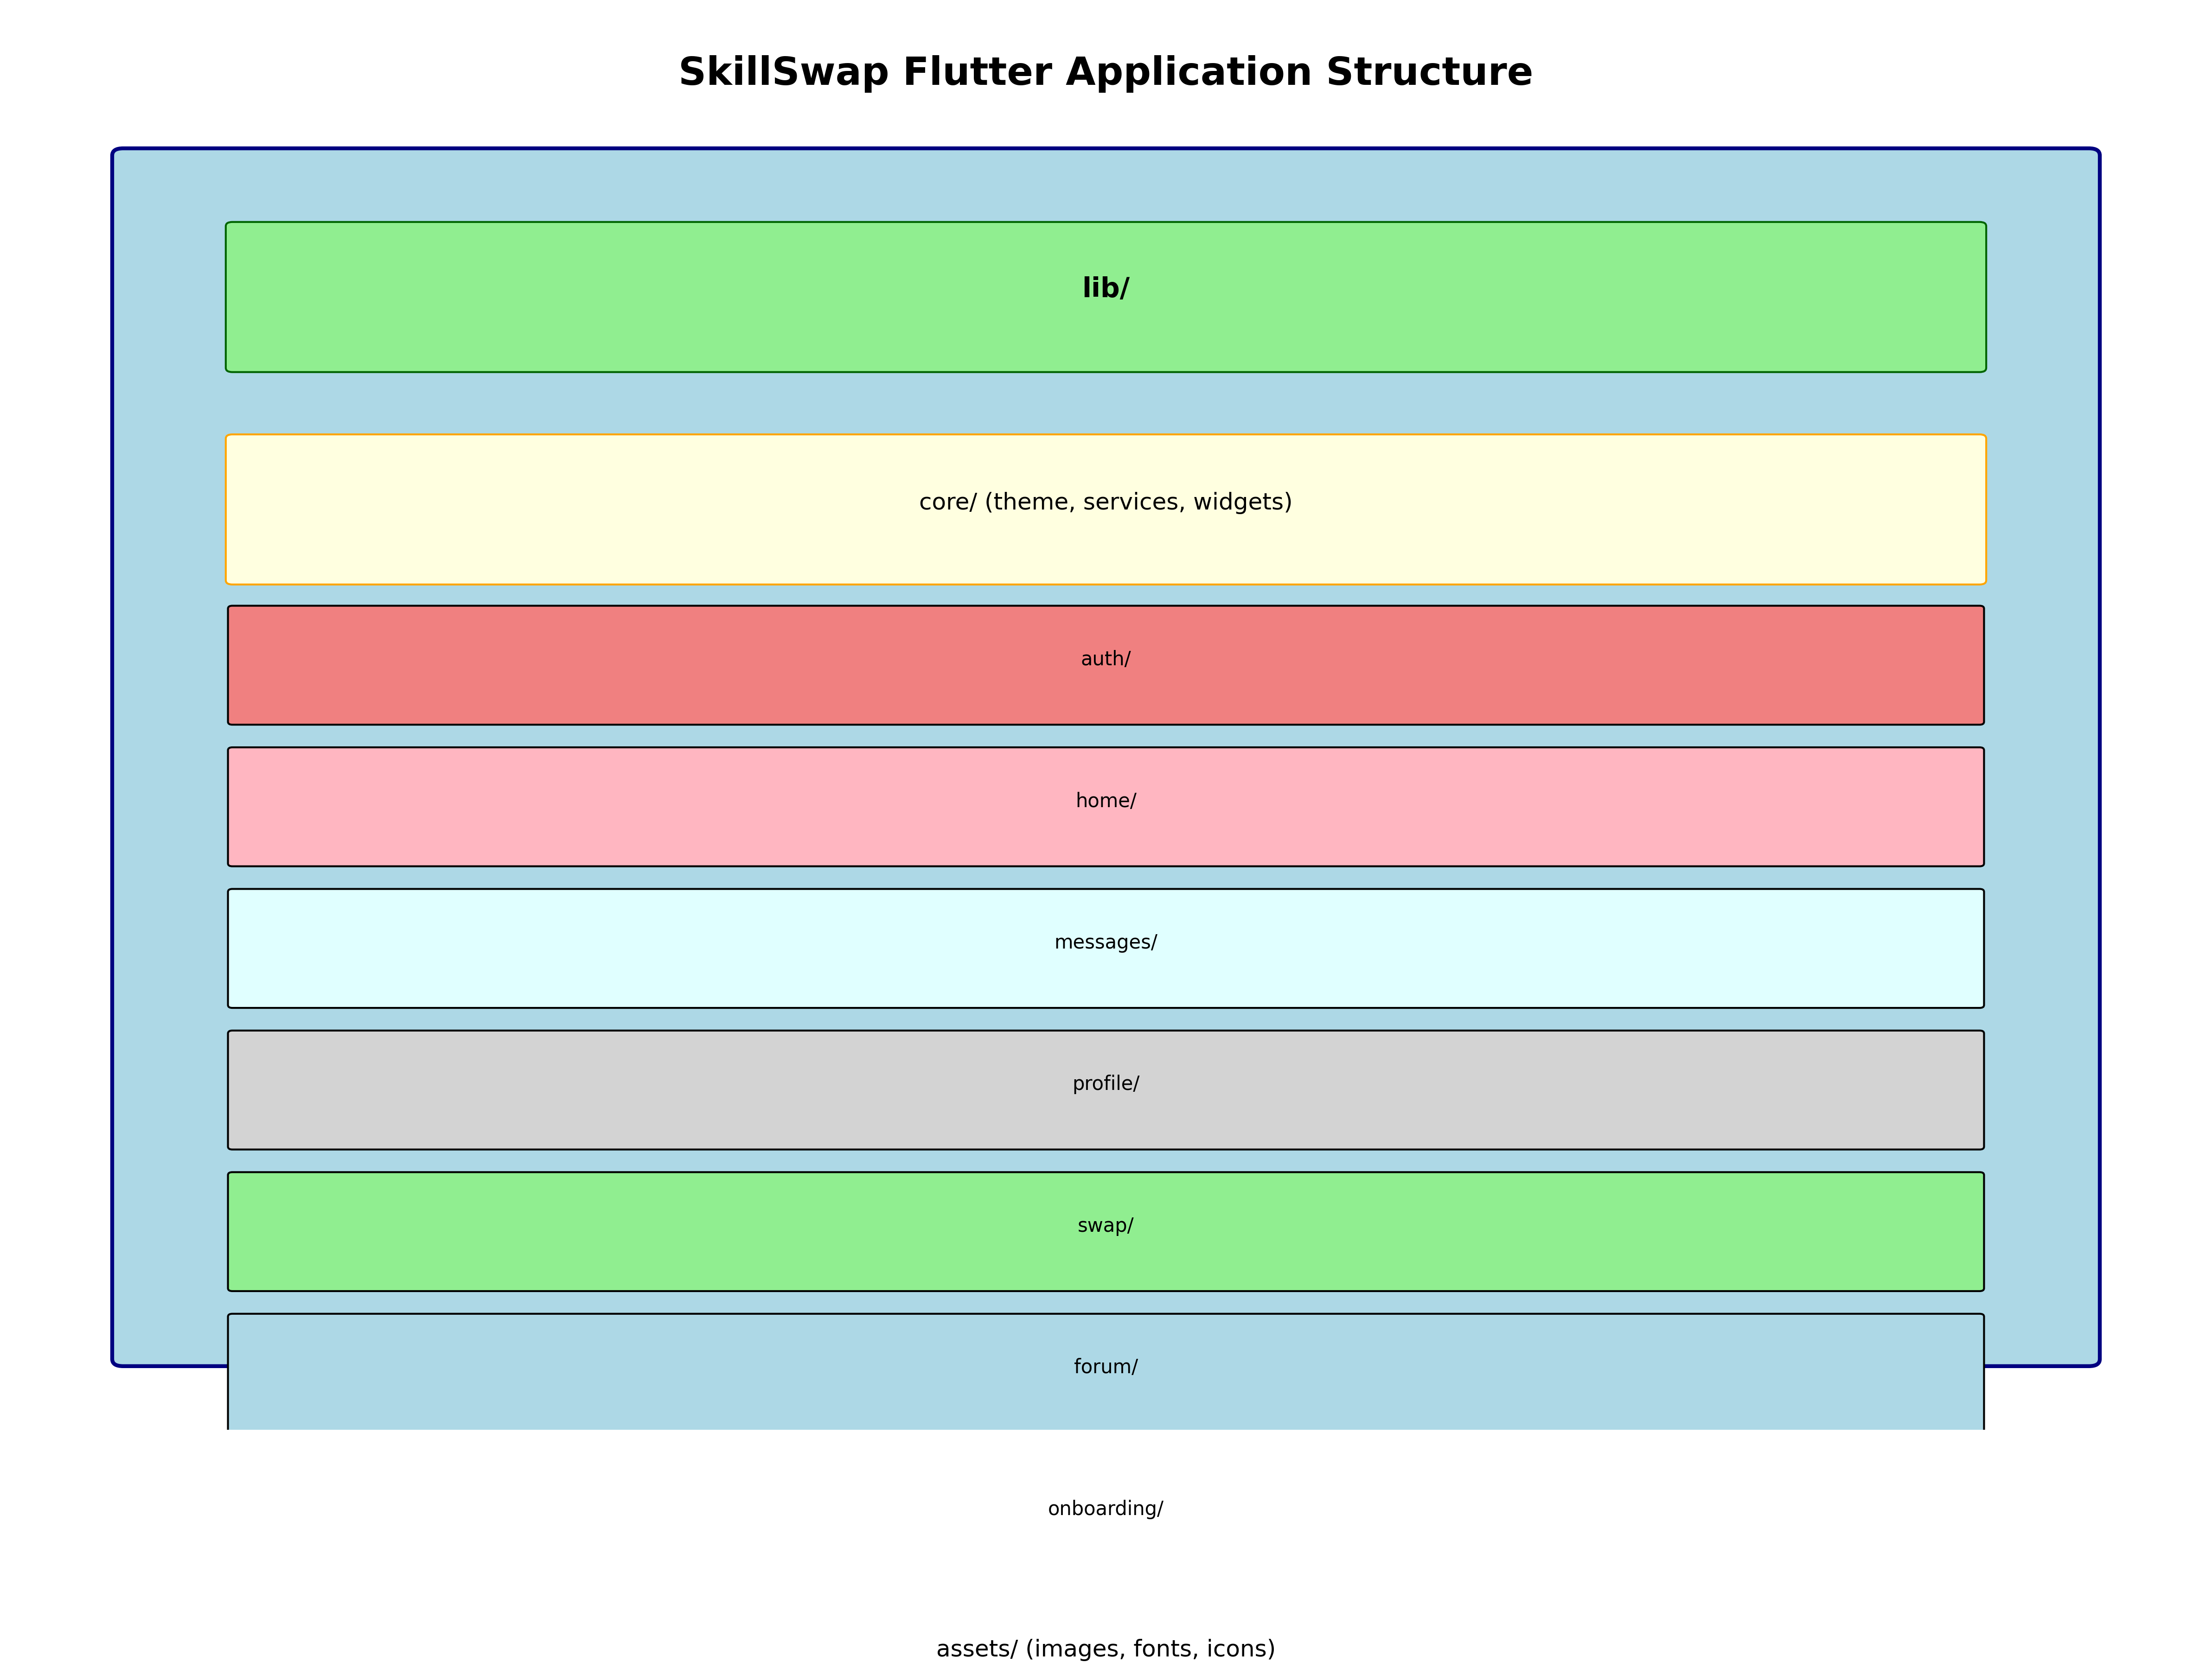 SkillSwap Flutter Application Structure
lib/
core/ (theme, services, widgets)
auth/
home/
messages/
profile/
swap/
forum/
onboarding/
assets/ (images, fonts, icons)